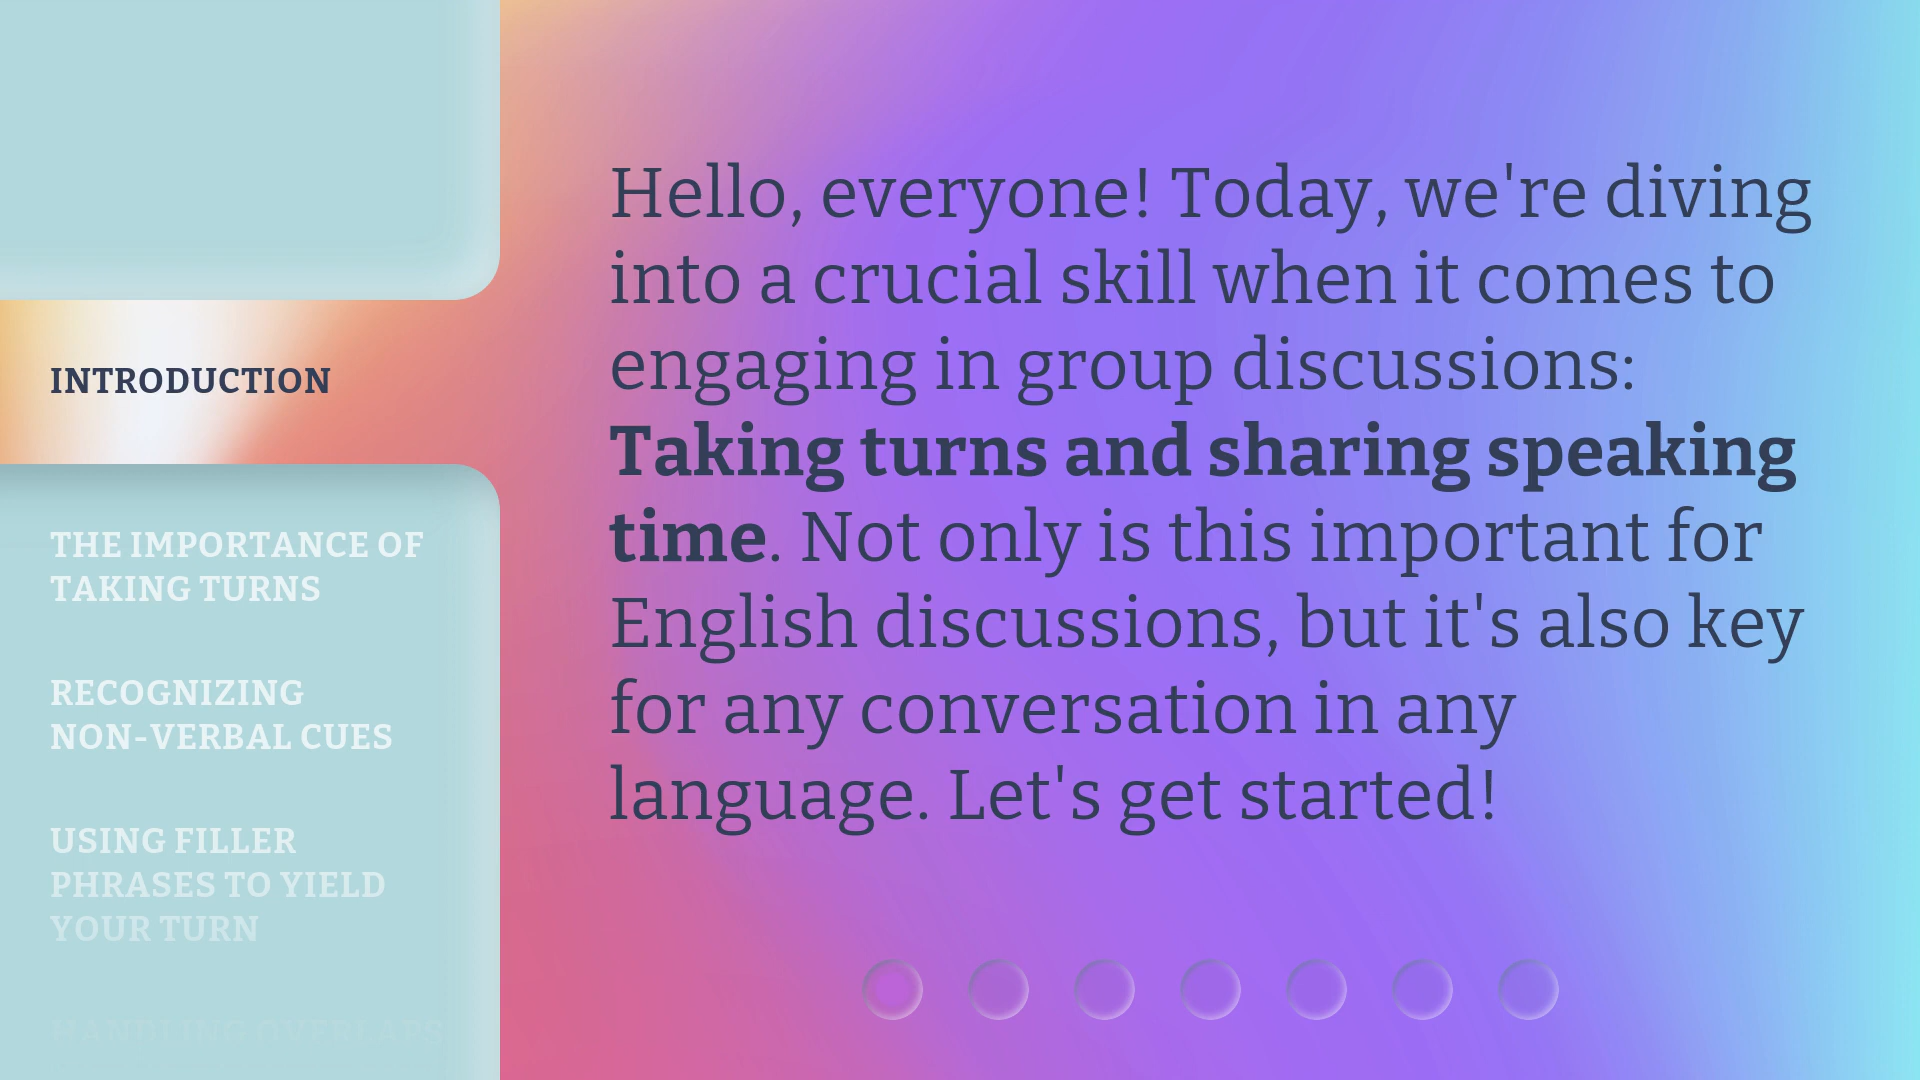 INTRODUCTION
THE IMPORTANCE OF
TAKING TURNS
RECOGNIZING
NON-VERBAL CUES
USING FILLER
PHRASES TO YIELD
YOUR TURN
HANDLING OVERLAPS
Hello, everyone! Today, we're diving
into a crucial skill when it comes to
engaging in group discussions:
Taking turns and sharing speaking
time. Not only is this important for
English discussions, but it's also key
for any conversation in any
language. Let's get started!